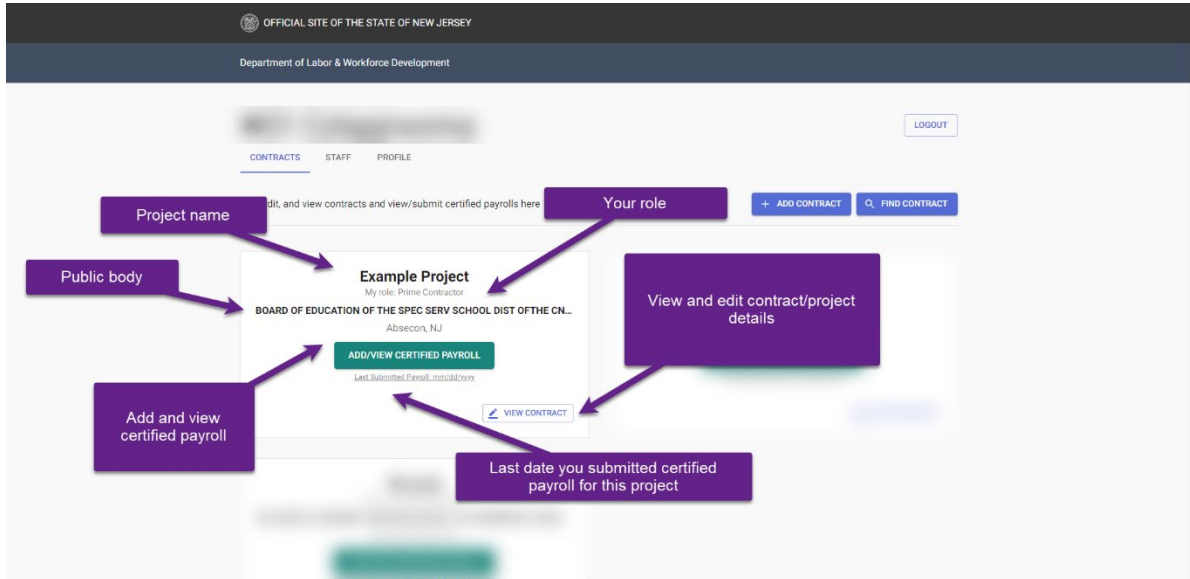 OFFICIAL SITE OF THE STATE OF NEW JERSEY
Department of Labor & Workforce Development
LOGOUT
CONTRACTS STAFF PROFILE
dit, and view contracts and view/submit certified payrolls here
+ ADD CONTRACT
FIND CONTRACT
Project name
Your role
Public body
Example Project
My role: Prime Contractor
BOARD OF EDUCATION OF THE SPEC SERV SCHOOL DIST OFTHE CN...
Absecon, NJ
ADD/VIEW CERTIFIED PAYROLL
Last Submitted Payroll: mm/dd/yyyy
VIEW CONTRACT
View and edit contract/project
details
Add and view
certified payroll
Last date you submitted certified
payroll for this project